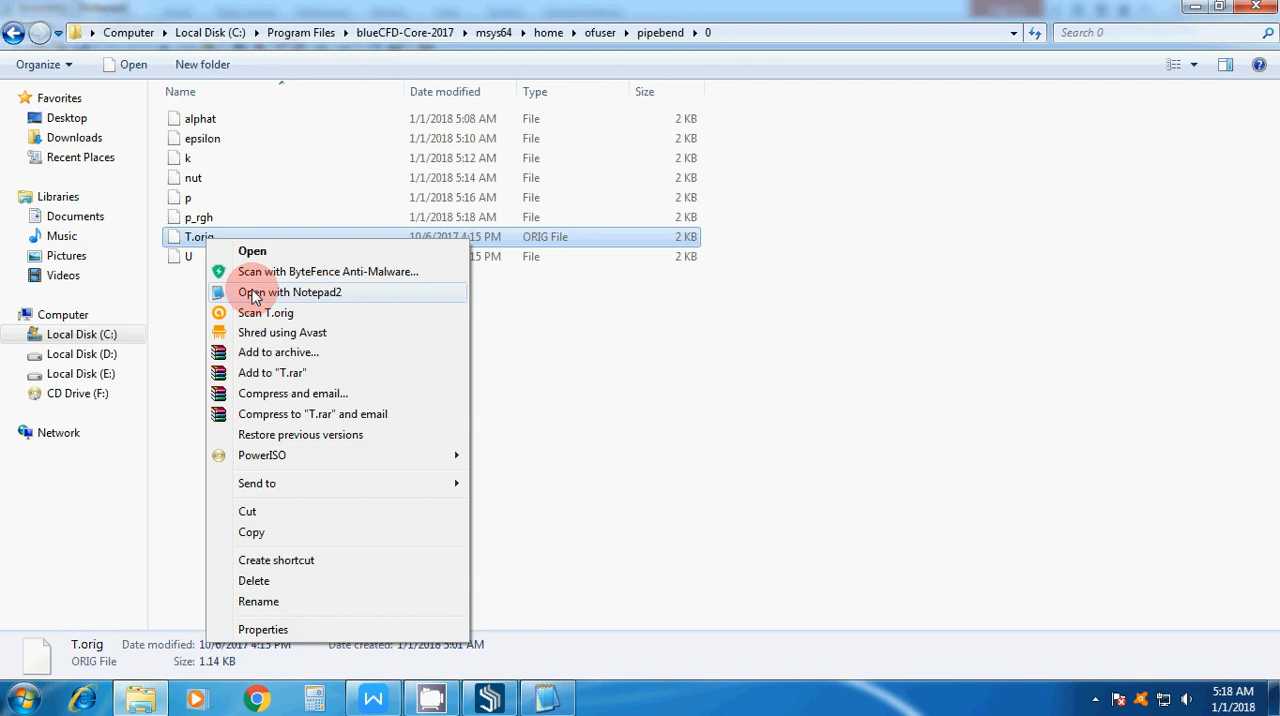 Computer ▸ Local Disk (C:) ▸ Program Files ▸ blueCFD-Core-2017 ▸ msys64 ▸ home ▸ ofuser ▸ pipebend ▸ 0
Search 0
Organize Open New folder
Name Date modified Type Size
Favorites
Desktop
Downloads
Recent Places
Libraries
Documents
Music
Pictures
Videos
Computer
Local Disk (C:)
Local Disk (D:)
Local Disk (E:)
CD Drive (F:)
Network
alphat 1/1/2018 5:08 AM File 2 KB
epsilon 1/1/2018 5:10 AM File 2 KB
k 1/1/2018 5:12 AM File 2 KB
nut 1/1/2018 5:14 AM File 2 KB
p 1/1/2018 5:16 AM File 2 KB
p_rgh 1/1/2018 5:18 AM File 2 KB
T.orig 10/6/2017 4:15 PM ORIG File 2 KB
U 5 PM File 2 KB
Open
Scan with ByteFence Anti-Malware...
Open with Notepad2
Scan T.orig
Shred using Avast
Add to archive...
Add to "T.rar"
Compress and email...
Compress to "T.rar" and email
Restore previous versions
PowerISO
Send to
Cut
Copy
Create shortcut
Delete
Rename
Properties
T.orig Date modified: 10/6/2017 4:15 PM Date created: 1/1/2018 5:01 AM
ORIG File Size: 1.14 KB
5:18 AM
1/1/2018